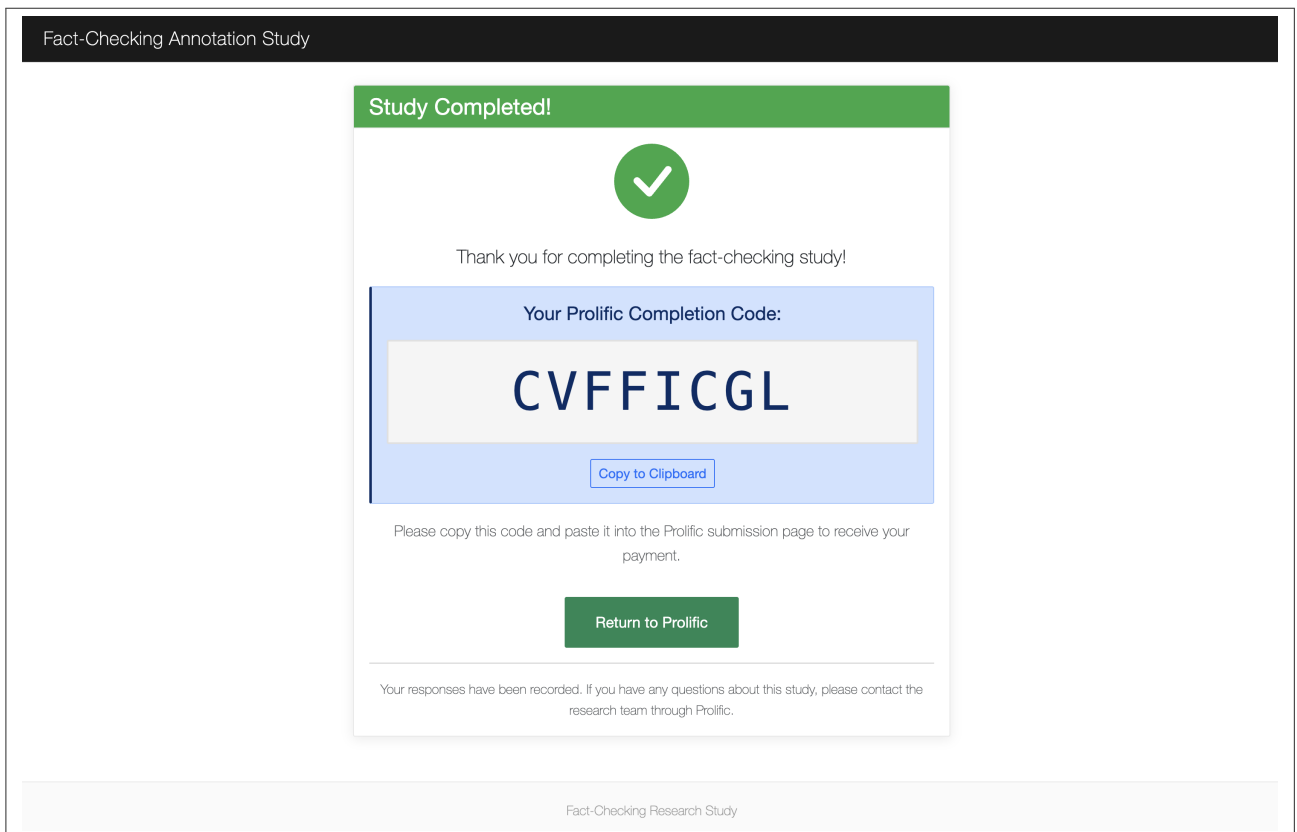 Fact-Checking Annotation Study
Study Completed!
Thank you for completing the fact-checking study!
Your Prolific Completion Code:
CVFFICGL
Copy to Clipboard
Please copy this code and paste it into the Prolific submission page to receive your
payment.
Return to Prolific
Your responses have been recorded. If you have any questions about this study, please contact the
research team through Prolific.
Fact-Checking Research Study